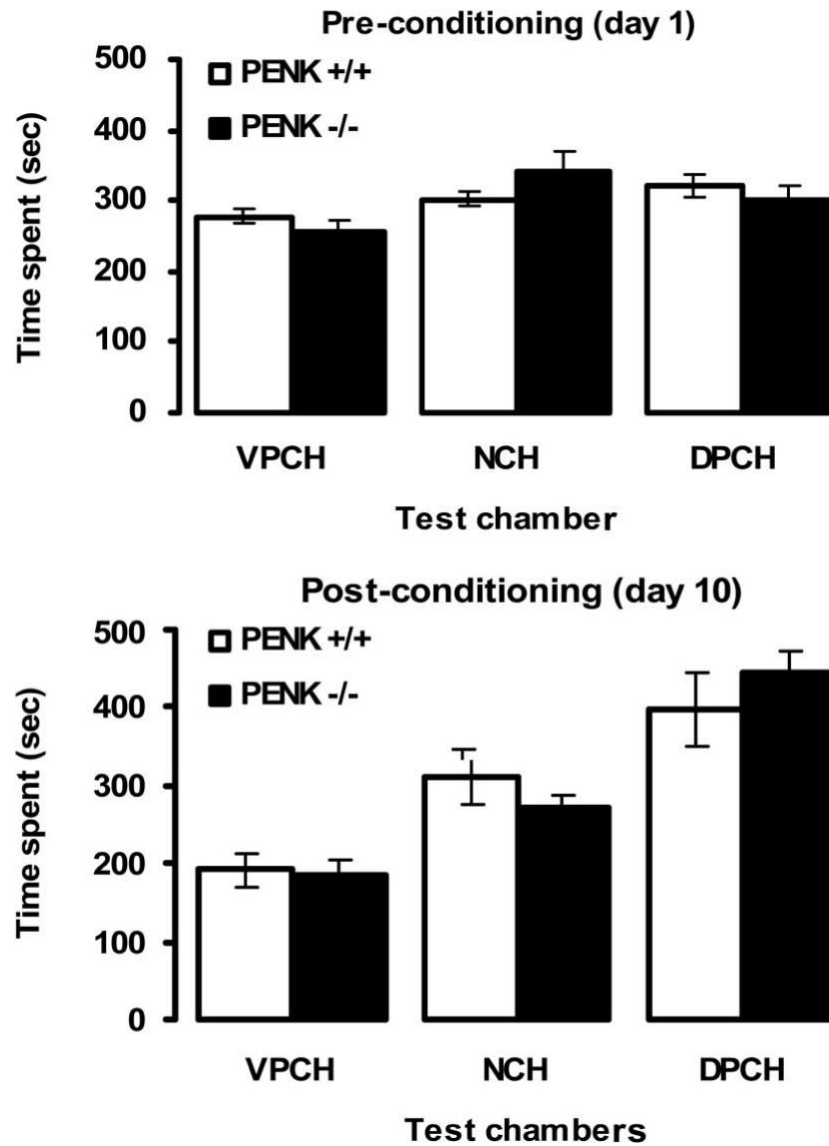 Pre-conditioning (day 1)
500
400
300
200
100
0
Time spent (sec)
PENK +/+
PENK -/-
VPCH NCH DPCH
Test chamber
Post-conditioning (day 10)
500
400
300
200
100
0
Time spent (sec)
PENK +/+
PENK -/-
VPCH NCH DPCH
Test chambers